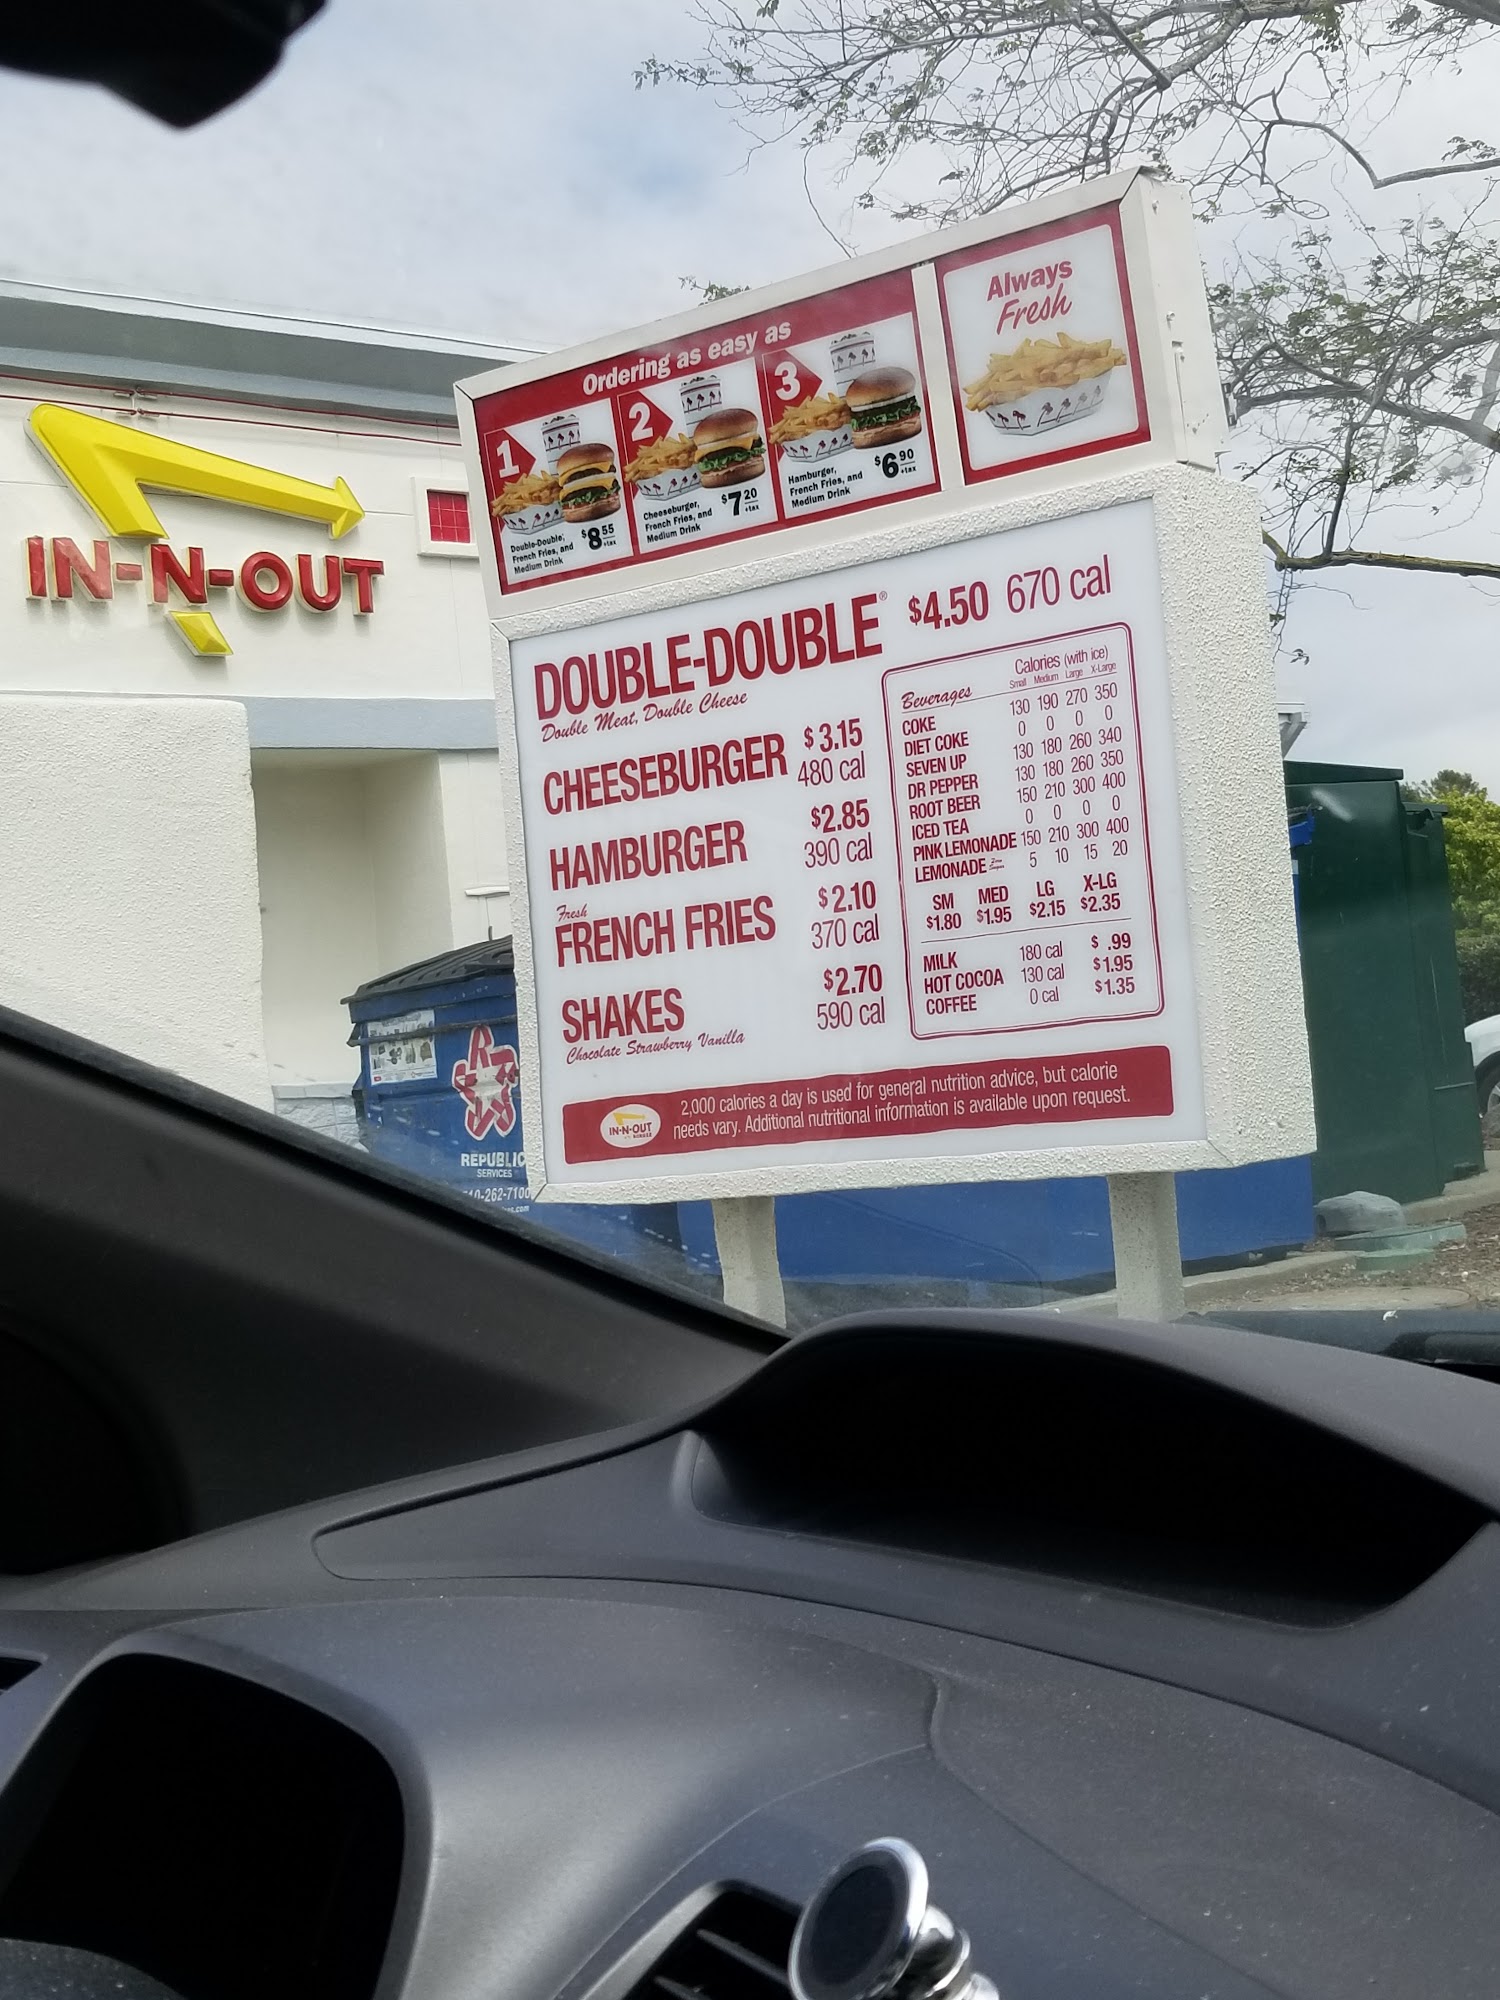 IN-N-OUT
Ordering as easy as
1
Double-Double,
French Fries, and
Medium Drink
$8 55
+tax
2
Cheeseburger,
French Fries, and
Medium Drink
$7 20
+tax
3
Hamburger,
French Fries, and
Medium Drink
$6 90
+tax
Always
Fresh
DOUBLE-DOUBLE® $4.50 670 cal
Double Meat, Double Cheese
CHEESEBURGER $3.15
480 cal
HAMBURGER $2.85
390 cal
Fresh
FRENCH FRIES $2.10
370 cal
SHAKES $2.70
590 cal
Chocolate Strawberry Vanilla
Calories (with ice)
Beverages Small Medium Large X-Large
COKE 130 190 270 350
DIET COKE 0 0 0 0
SEVEN UP 130 180 260 340
DR PEPPER 130 180 260 350
ROOT BEER 150 210 300 400
ICED TEA 0 0 0 0
PINK LEMONADE 150 210 300 400
LEMONADE 5 10 15 20
SM MED LG X-LG
$1.80 $1.95 $2.15 $2.35
MILK 180 cal $ .99
HOT COCOA 130 cal $1.95
COFFEE 0 cal $1.35
IN-N-OUT
BURGER
2,000 calories a day is used for general nutrition advice, but calorie
needs vary. Additional nutritional information is available upon request.
REPUBLIC
SERVICES
10-262-7100